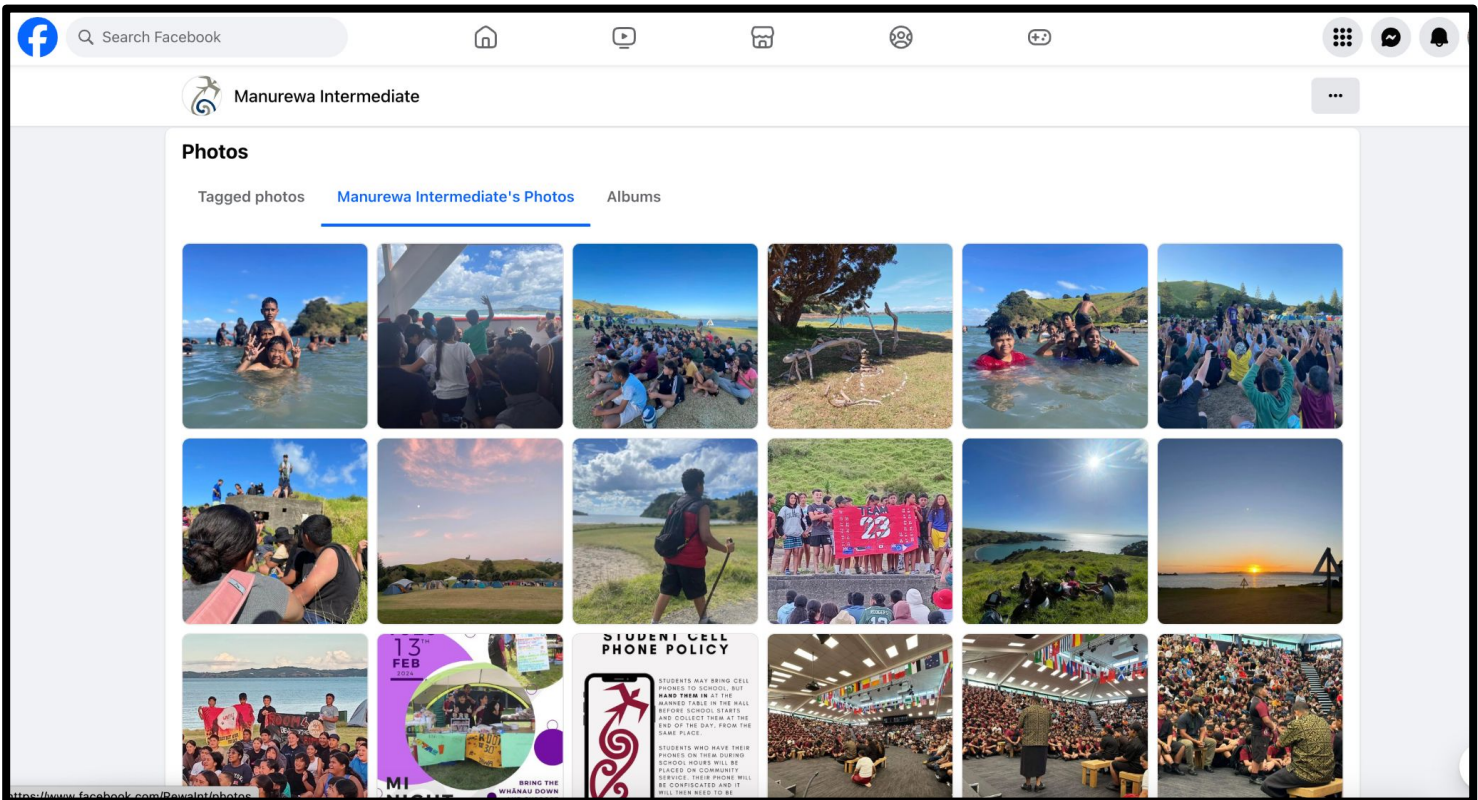 Search Facebook
Manurewa Intermediate
Photos
Tagged photos
Manurewa Intermediate's Photos
Albums
TEAM
23
13TH
FEB
2024
MI
BRING THE
WHĀNAU DOWN
STUDENT CELL
PHONE POLICY
STUDENTS MAY BRING CELL
PHONES TO SCHOOL, BUT
HAND THEM IN AT THE
MANNED TABLE IN THE HALL
BEFORE SCHOOL STARTS
AND COLLECT THEM AT THE
END OF THE DAY, FROM THE
SAME PLACE.
STUDENTS WHO HAVE THEIR
PHONES ON THEM DURING
SCHOOL HOURS WILL BE
PLACED ON COMMUNITY
SERVICE. THEIR PHONE WILL
BE CONFISCATED AND IT
WILL THEN NEED TO BE
https://www.facebook.com/RewaInt/photos